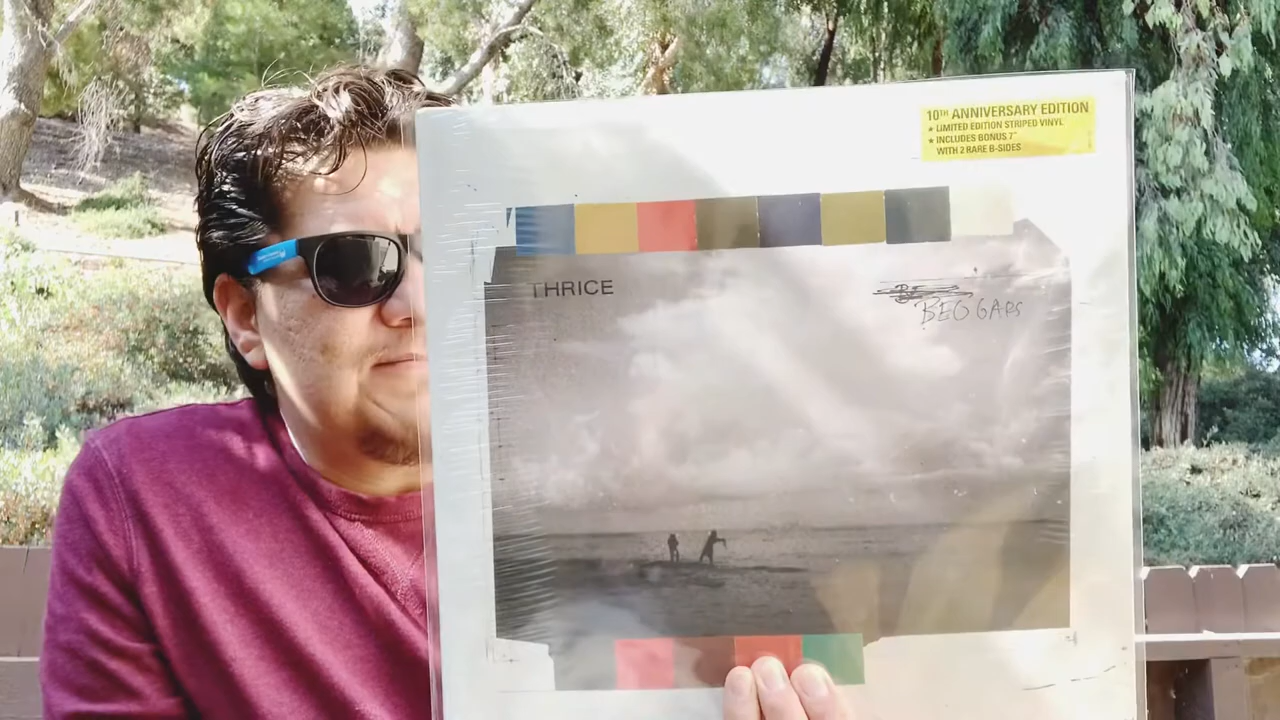 10TH ANNIVERSARY EDITION
★ LIMITED EDITION STRIPED VINYL
★ INCLUDES BONUS 7"
WITH 2 RARE B-SIDES
THRICE
BEGGARS